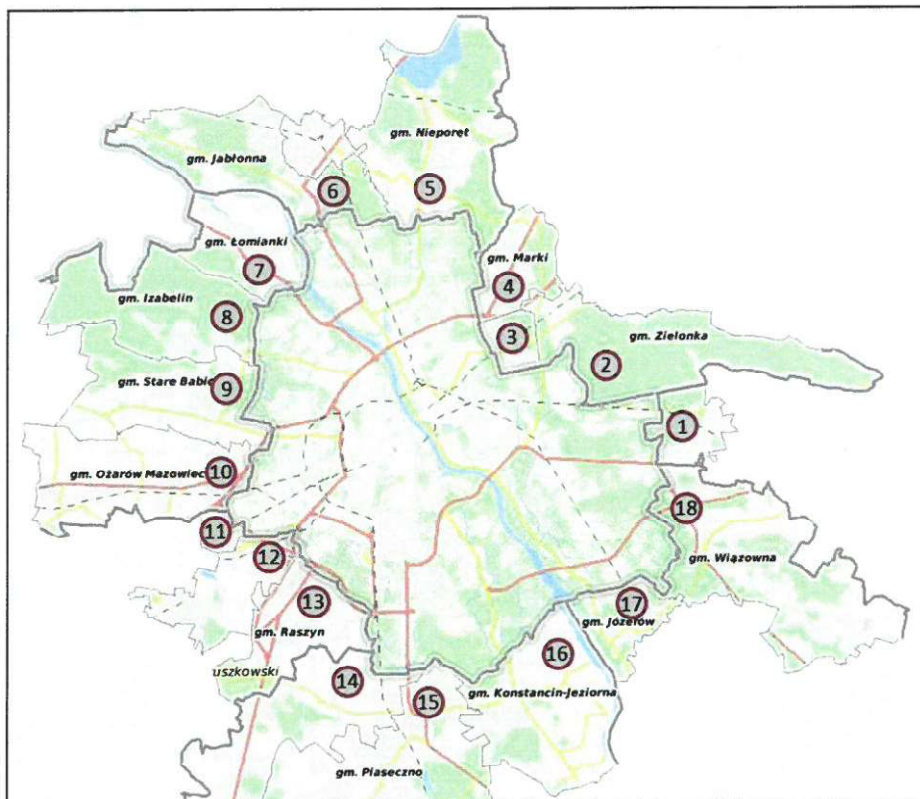 gm. Nieporęt
gm. Jabłonna
6
5
gm. Łomianki
7
gm. Marki
4
gm. Izabelin
8
3
gm. Zielonka
2
gm. Stare Babic
9
1
gm. Ożarów Mazowiec
10
18
11
12
gm. Wiązowna
13
17
gm. Józefów
gm. Raszyn
16
uszkowski
14
15
gm. Konstancin-Jeziorna
gm. Piaseczno